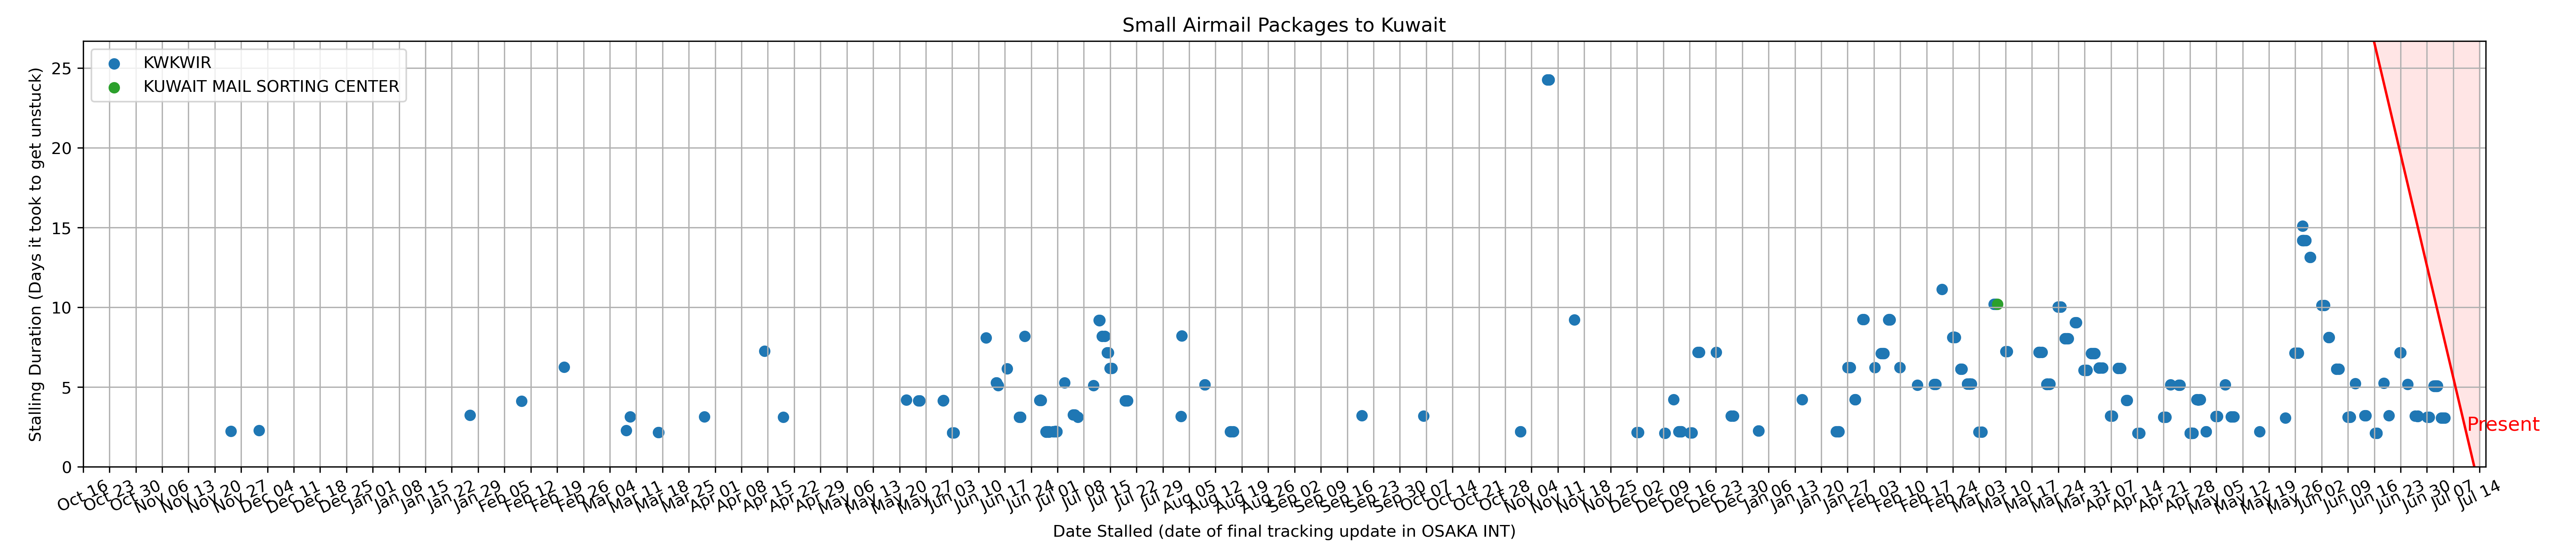 Small Airmail Packages to Kuwait
KWKWIR
KUWAIT MAIL SORTING CENTER
25
20
15
10
5
0
Stalling Duration (Days it took to get unstuck)
Present
Oct 16
Oct 23
Oct 30
Nov 06
Nov 13
Nov 20
Nov 27
Dec 04
Dec 11
Dec 18
Dec 25
Jan 01
Jan 08
Jan 15
Jan 22
Jan 29
Feb 05
Feb 12
Feb 19
Feb 26
Mar 04
Mar 11
Mar 18
Mar 25
Apr 01
Apr 08
Apr 15
Apr 22
Apr 29
May 06
May 13
May 20
May 27
Jun 03
Jun 10
Jun 17
Jun 24
Jul 01
Jul 08
Jul 15
Jul 22
Jul 29
Aug 05
Aug 12
Aug 19
Aug 26
Sep 02
Sep 09
Sep 16
Sep 23
Sep 30
Oct 07
Oct 14
Oct 21
Oct 28
Nov 04
Nov 11
Nov 18
Nov 25
Dec 02
Dec 09
Dec 16
Dec 23
Dec 30
Jan 06
Jan 13
Jan 20
Jan 27
Feb 03
Feb 10
Feb 17
Feb 24
Mar 03
Mar 10
Mar 17
Mar 24
Mar 31
Apr 07
Apr 14
Apr 21
Apr 28
May 05
May 12
May 19
May 26
Jun 02
Jun 09
Jun 16
Jun 23
Jun 30
Jul 07
Jul 14
Date Stalled (date of final tracking update in OSAKA INT)